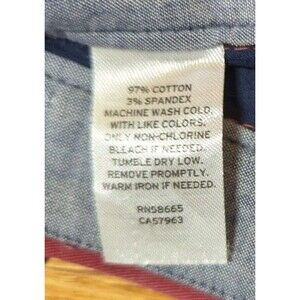 97% COTTON
3% SPANDEX
MACHINE WASH COLD
WITH LIKE COLORS.
ONLY NON-CHLORINE
BLEACH IF NEEDED.
TUMBLE DRY LOW.
REMOVE PROMPTLY.
WARM IRON IF NEEDED.
RN58665
CA57963